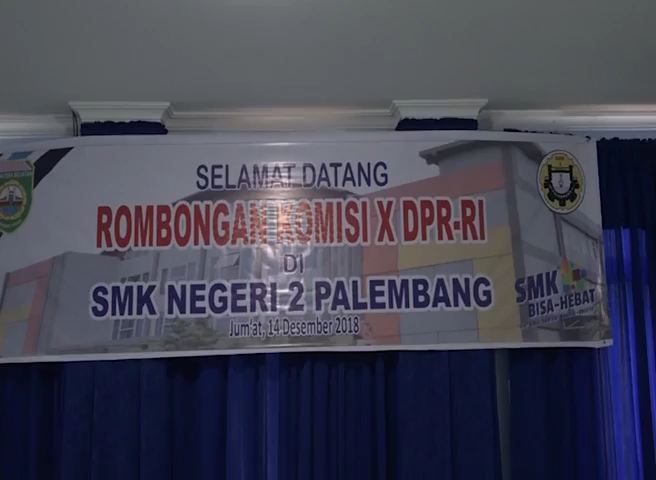 SELAMAT DATANG
ROMBONGAN KOMISI X DPR-RI
DI
SMK NEGERI 2 PALEMBANG
Jum'at, 14 Desember 2018
SMK
BISA-HEBAT